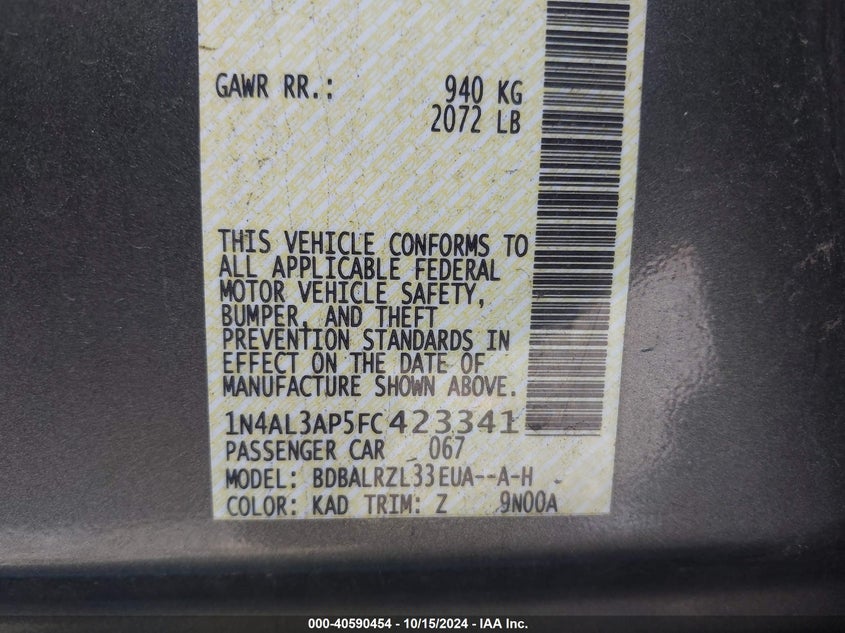 GAWR RR.: 940 KG
2072 LB
THIS VEHICLE CONFORMS TO
ALL APPLICABLE FEDERAL
MOTOR VEHICLE SAFETY,
BUMPER, AND THEFT
PREVENTION STANDARDS IN
EFFECT ON THE DATE OF
MANUFACTURE SHOWN ABOVE.
1N4AL3AP5FC423341
PASSENGER CAR 067
MODEL: BDBALRZL33EUA--A-H
COLOR: KAD TRIM: Z 9N00A
000-40590454 - 10/15/2024 - IAA Inc.